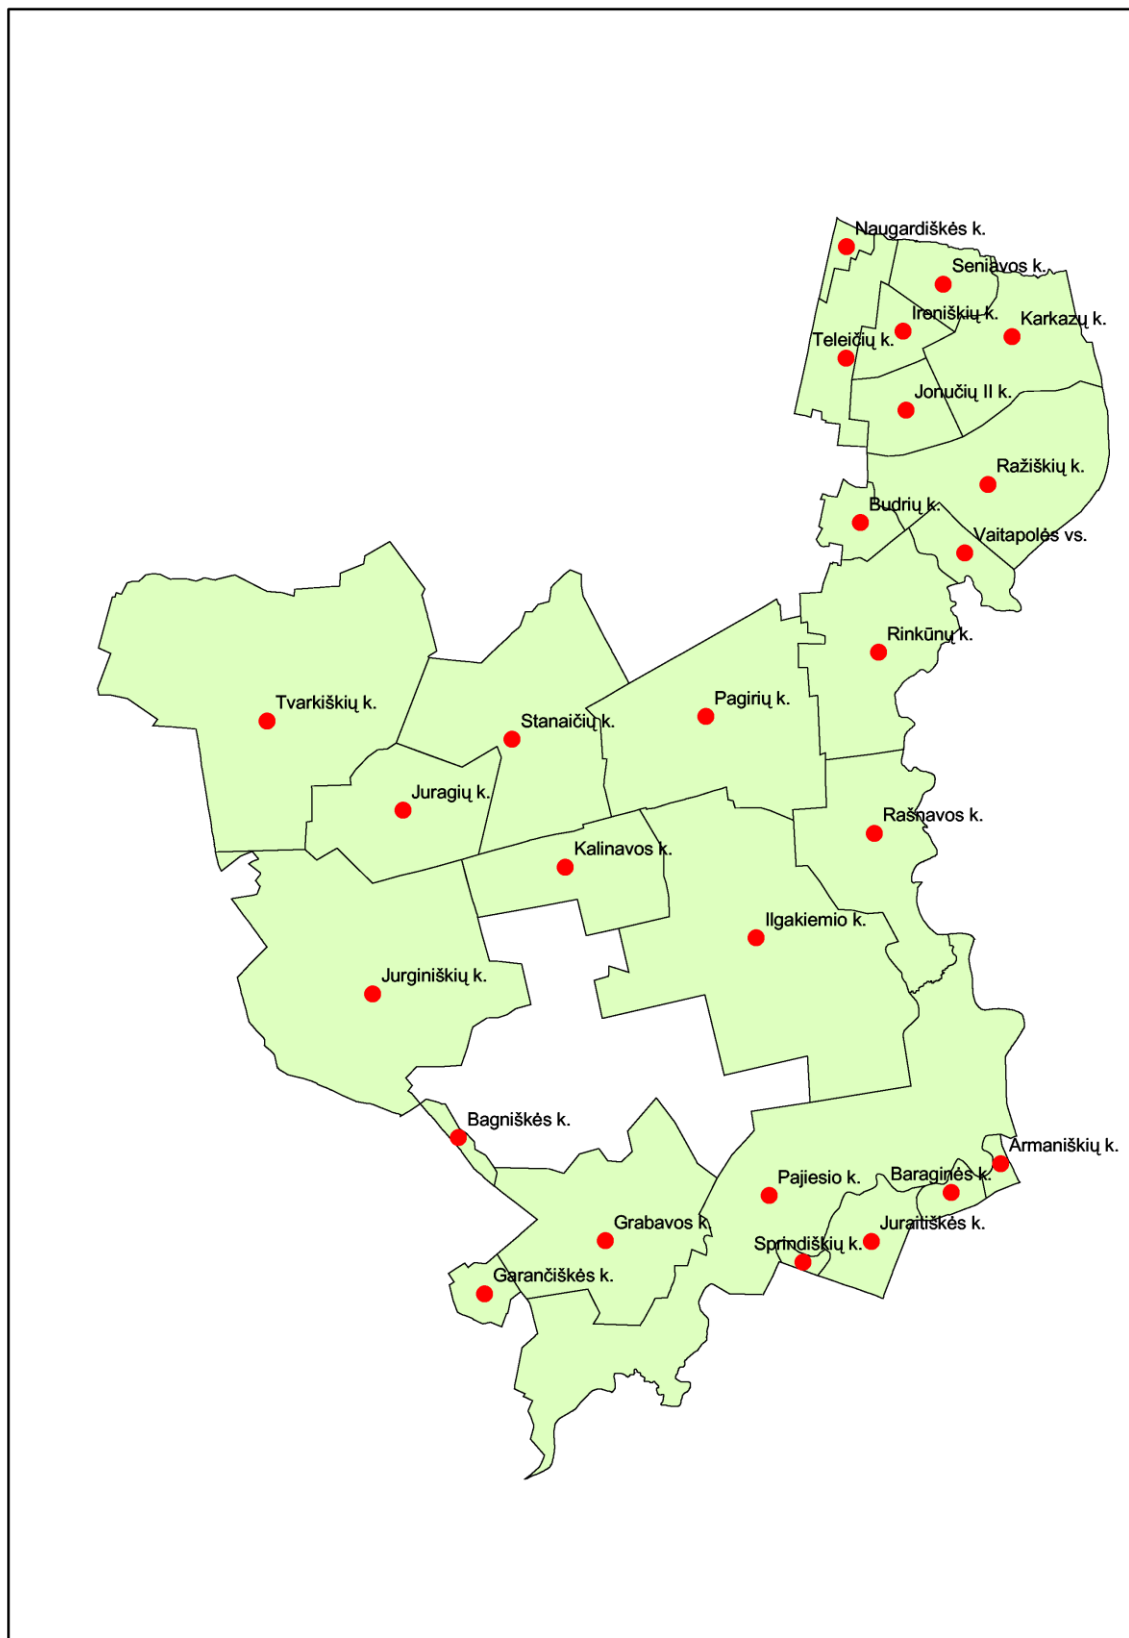 Naugardiškės k.
Seniavos k.
Ireniškių k.
Karkazų k.
Teleičių k.
Jonučių II k.
Ražiškių k.
Budrių k.
Vaitapolės vs.
Rinkūnų k.
Tvarkiškių k.
Pagirių k.
Stanaičių k.
Juragių k.
Rašnavos k.
Kalinavos k.
Ilgakiemio k.
Jurginiškių k.
Bagniškės k.
Armaniškių k.
Baraginės k.
Pajiesio k.
Grabavos k.
Juraitiškės k.
Sprindiškių k.
Garančiškės k.